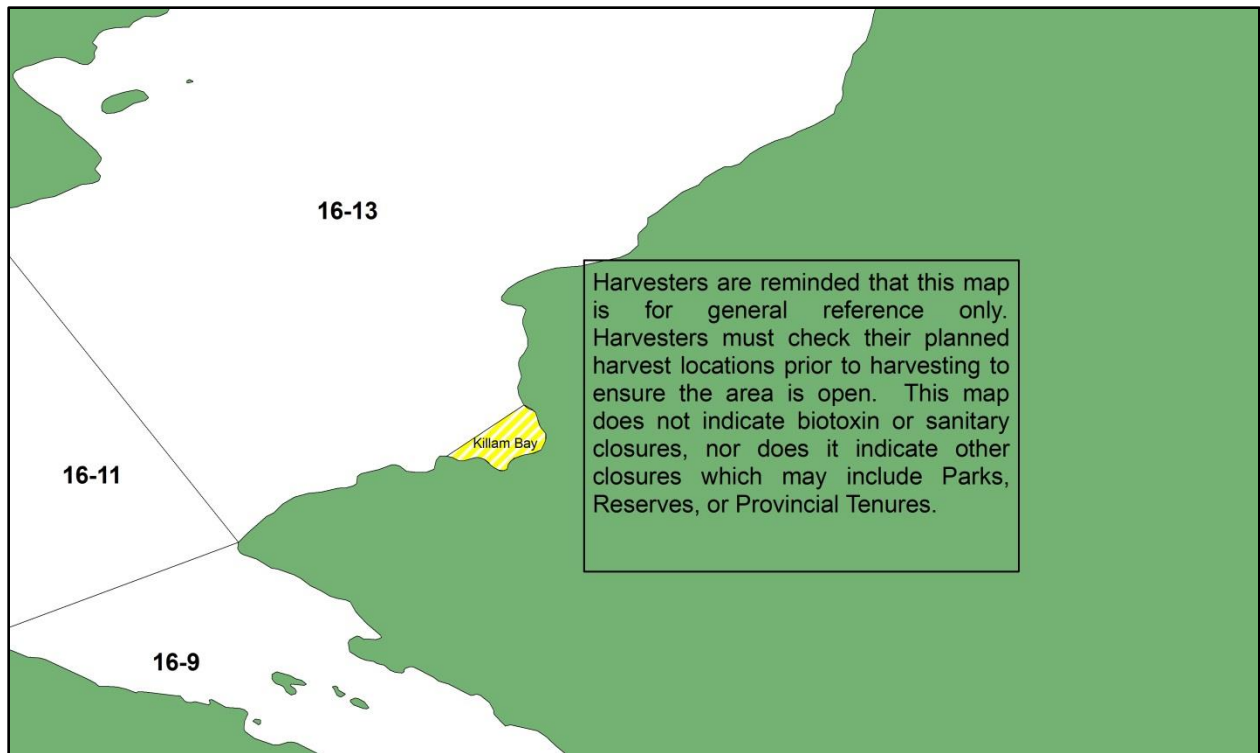 16-13
Harvesters are reminded that this map
is for general reference only.
Harvesters must check their planned
harvest locations prior to harvesting to
ensure the area is open. This map
does not indicate biotoxin or sanitary
closures, nor does it indicate other
closures which may include Parks,
Reserves, or Provincial Tenures.
Killam Bay
16-11
16-9